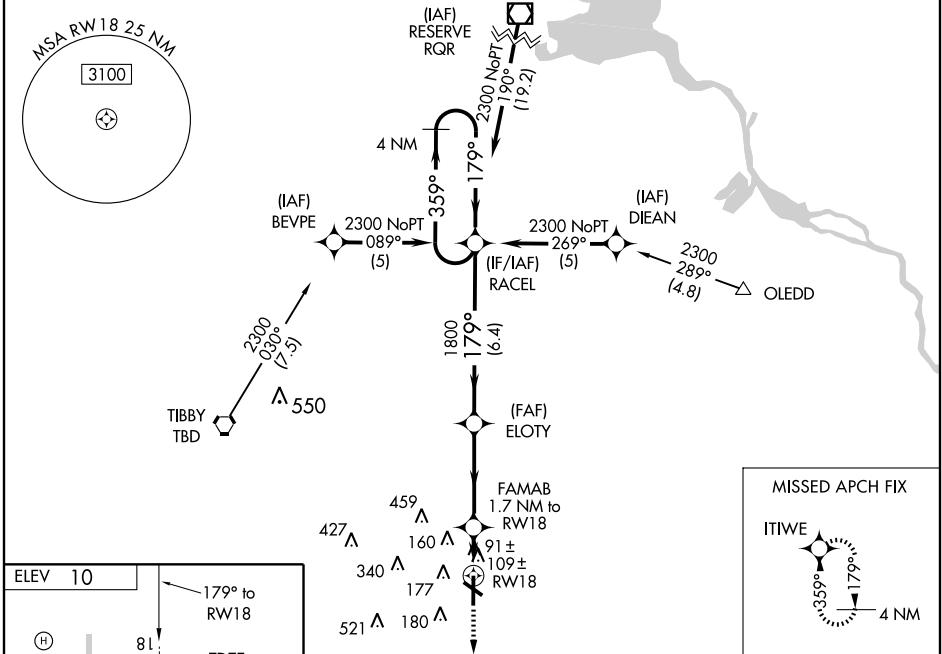 MSA RW18 25 NM
3100
(IAF)
RESERVE
RQR
2300 NoPT
190°
(19.2)
4 NM
359°
179°
(IAF)
BEVPE
2300 NoPT
089°
(5)
(IF/IAF)
RACEL
2300 NoPT
269°
(5)
(IAF)
DIEAN
2300
289°
(4.8)
OLEDD
2300
030°
(7.5)
TIBBY
TBD
550
1800
179°
(6.4)
(FAF)
ELOTY
FAMAB
1.7 NM to
RW18
459
427
160
91±
340
109±
177
RW18
521
180
MISSED APCH FIX
ITIWE
359°
179°
4 NM
ELEV 10
179° to
RW18
H
18